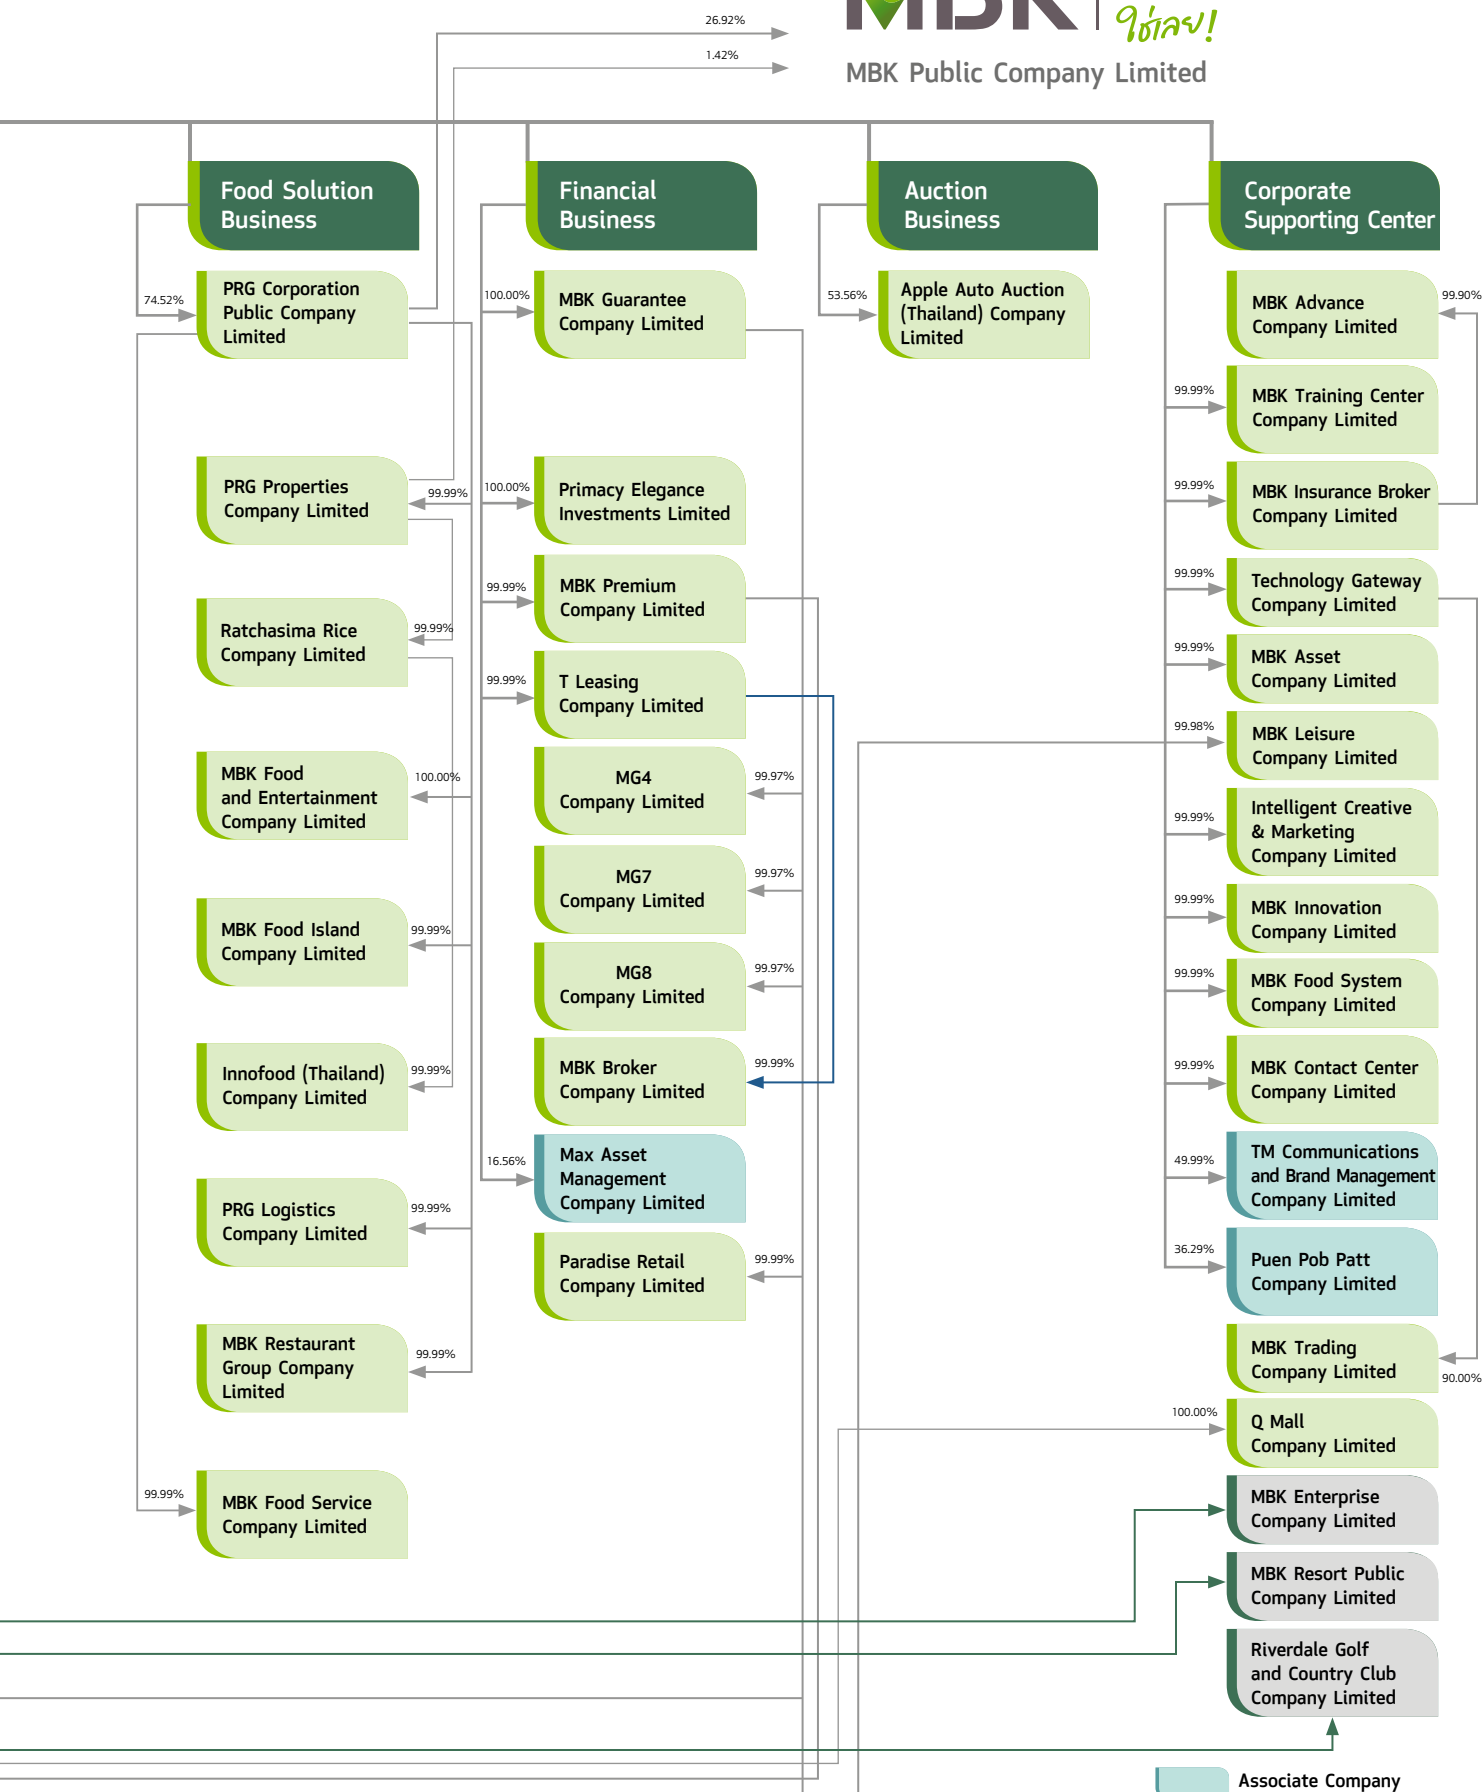 26.92%
MBK
ใช่เลย!
1.42%
MBK Public Company Limited
Food Solution
Business
74.52%
PRG Corporation
Public Company
Limited
PRG Properties
Company Limited
99.99%
Ratchasima Rice
Company Limited
99.99%
MBK Food
and Entertainment
Company Limited
100.00%
MBK Food Island
Company Limited
99.99%
Innofood (Thailand)
Company Limited
99.99%
PRG Logistics
Company Limited
99.99%
MBK Restaurant
Group Company
Limited
99.99%
99.99%
MBK Food Service
Company Limited
Financial
Business
100.00%
MBK Guarantee
Company Limited
100.00%
Primacy Elegance
Investments Limited
99.99%
MBK Premium
Company Limited
99.99%
T Leasing
Company Limited
MG4
Company Limited
99.97%
MG7
Company Limited
99.97%
MG8
Company Limited
99.97%
MBK Broker
Company Limited
99.99%
16.56%
Max Asset
Management
Company Limited
Paradise Retail
Company Limited
99.99%
Auction
Business
53.56%
Apple Auto Auction
(Thailand) Company
Limited
Corporate
Supporting Center
MBK Advance
Company Limited
99.90%
99.99%
MBK Training Center
Company Limited
99.99%
MBK Insurance Broker
Company Limited
99.99%
Technology Gateway
Company Limited
99.99%
MBK Asset
Company Limited
99.98%
MBK Leisure
Company Limited
99.99%
Intelligent Creative
& Marketing
Company Limited
99.99%
MBK Innovation
Company Limited
99.99%
MBK Food System
Company Limited
99.99%
MBK Contact Center
Company Limited
49.99%
TM Communications
and Brand Management
Company Limited
36.29%
Puen Pob Patt
Company Limited
MBK Trading
Company Limited
90.00%
100.00%
Q Mall
Company Limited
MBK Enterprise
Company Limited
MBK Resort Public
Company Limited
Riverdale Golf
and Country Club
Company Limited
Associate Company